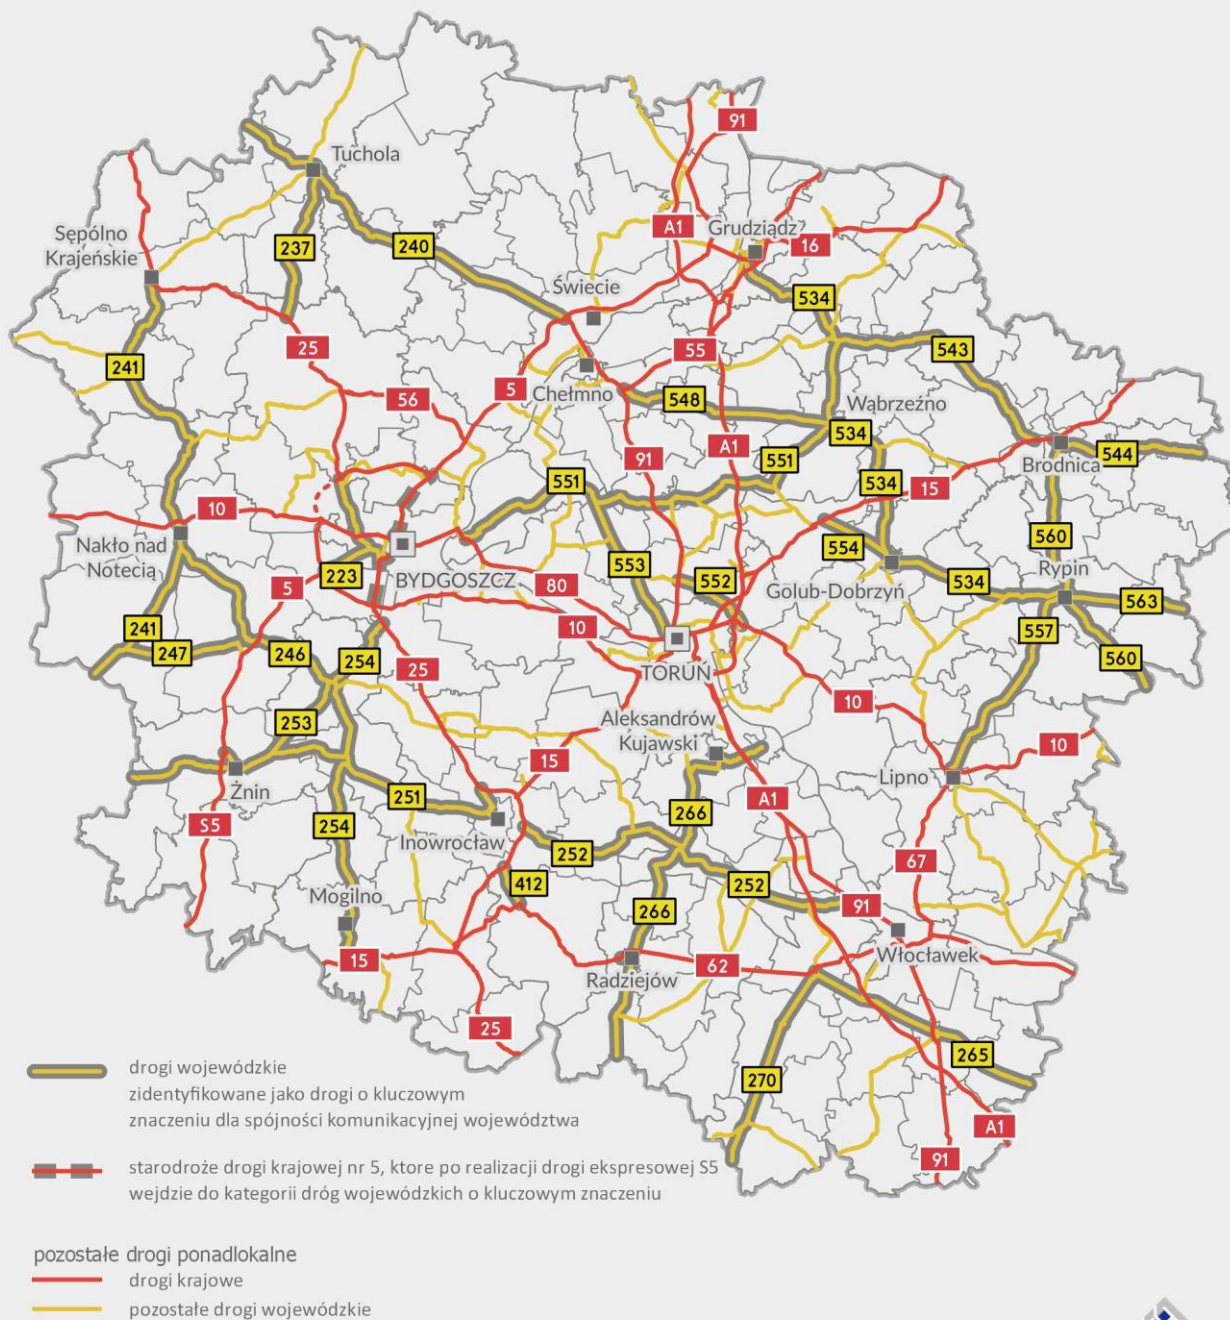 91
Tuchola
A1
Grudziądz
16
Sępólno
Krajeńskie
237
240
Świecie
534
25
55
543
241
5
56
Chełmno
548
Wąbrzeźno
534
91
A1
551
Brodnica
544
551
534
15
10
Nakło nad
Notecią
560
554
Rypin
223
BYDGOSZCZ
553
552
5
80
Golub-Dobrzyń
534
563
241
10
557
247
246
254
25
TORUŃ
560
10
253
Aleksandrów
Kujawski
10
15
Lipno
Żnin
251
A1
266
S5
254
Inowrocław
252
67
412
252
Mogilno
266
91
15
Włocławek
62
Radziejów
25
265
270
A1
91
drogi wojewódzkie
zidentyfikowane jako drogi o kluczowym
znaczeniu dla spójności komunikacyjnej województwa
starodroże drogi krajowej nr 5, ktore po realizacji drogi ekspresowej S5
wejdzie do kategorii dróg wojewódzkich o kluczowym znaczeniu
pozostałe drogi ponadlokalne
drogi krajowe
pozostałe drogi wojewódzkie